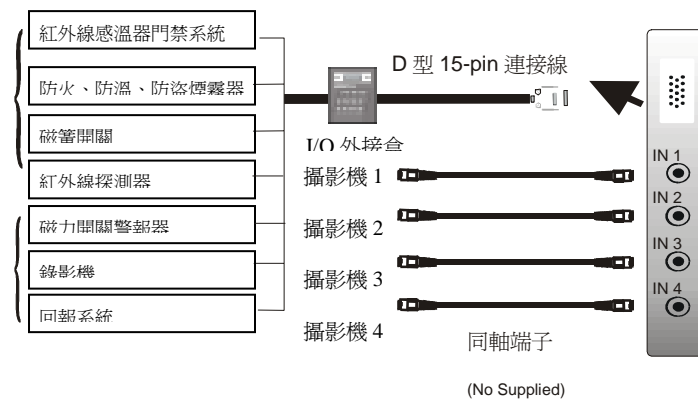 紅外線感溫器門禁系統
防火、防溫、防盜煙霧器
磁簧開關
紅外線探測器
磁力開關警報器
錄影機
回報系統
D 型 15-pin 連接線
I/O 外接盒
攝影機 1
攝影機 2
攝影機 3
攝影機 4
同軸端子
(No Supplied)
IN 1
IN 2
IN 3
IN 4